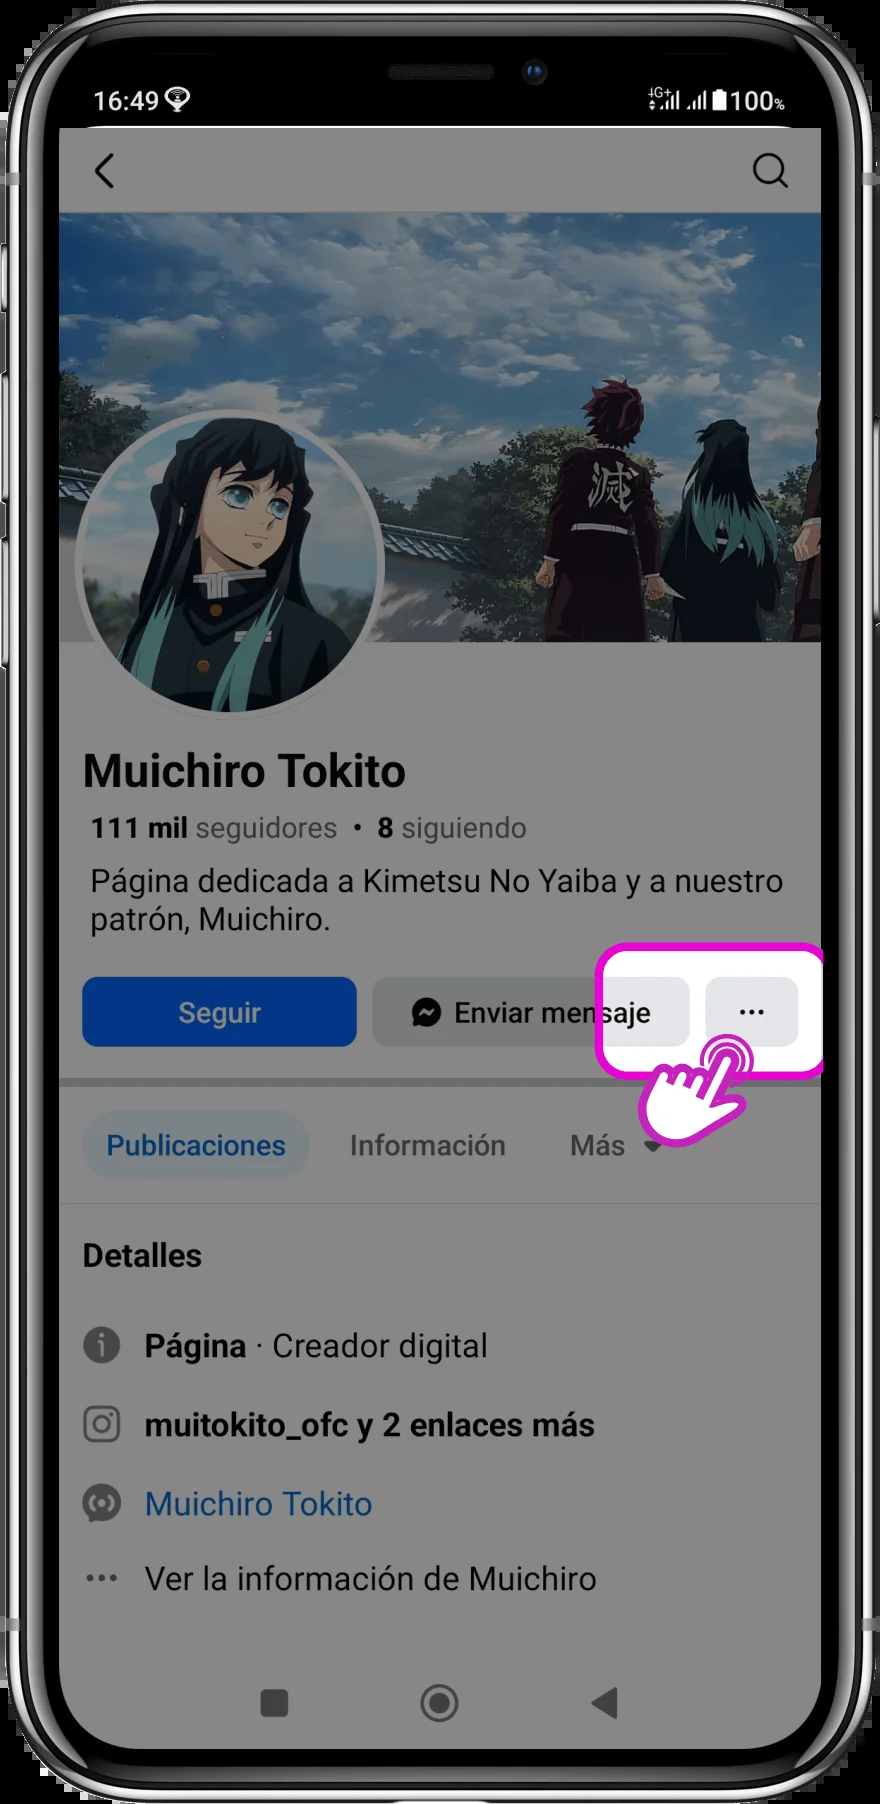 16:49 4G+ 100%
滅
Muichiro Tokito
111 mil seguidores • 8 siguiendo
Página dedicada a Kimetsu No Yaiba y a nuestro
patrón, Muichiro.
Seguir Enviar mensaje ...
Publicaciones Información Más
Detalles
Página · Creador digital
muitokito_ofc y 2 enlaces más
Muichiro Tokito
Ver la información de Muichiro